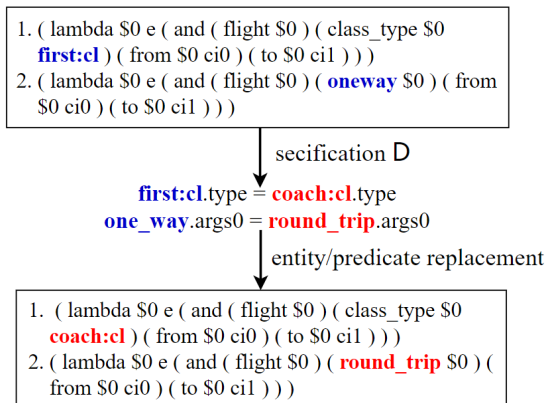 1. ( lambda $0 e ( and ( flight $0 ) ( class_type $0
first:cl ) ( from $0 ci0 ) ( to $0 ci1 ) ) )
2. ( lambda $0 e ( and ( flight $0 ) ( oneway $0 ) ( from
$0 ci0 ) ( to $0 ci1 ) ) )
secification D
first:cl.type = coach:cl.type
one_way.args0 = round_trip.args0
entity/predicate replacement
1. ( lambda $0 e ( and ( flight $0 ) ( class_type $0
coach:cl ) ( from $0 ci0 ) ( to $0 ci1 ) ) )
2. ( lambda $0 e ( and ( flight $0 ) ( round_trip $0 ) (
from $0 ci0 ) ( to $0 ci1 ) ) )